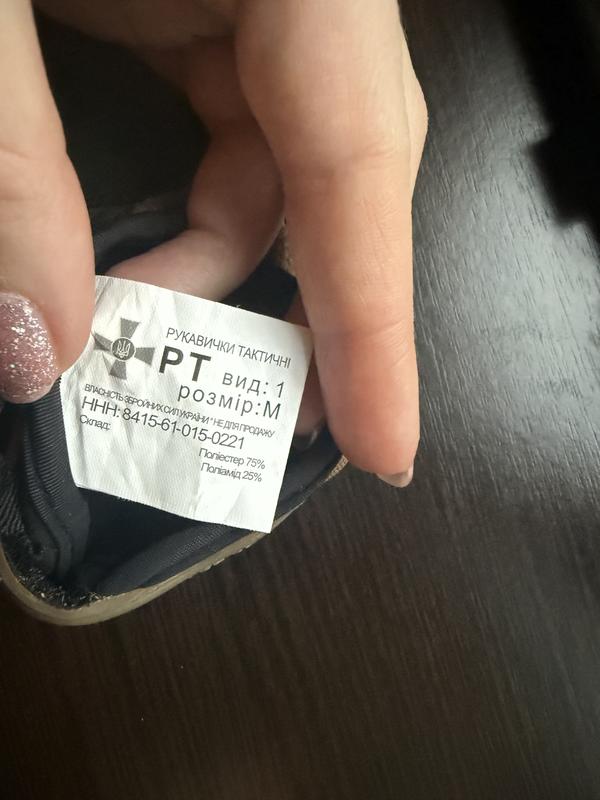 РУКАВИЧКИ ТАКТИЧНІ
РТ вид: 1
розмір:М
ВЛАСНІСТЬ ЗБРОЙНИХ СИЛ УКРАЇНИ * НЕ ДЛЯ ПРОДАЖУ
ННН: 8415-61-015-0221
Склад:
Поліестер 75%
Поліамід 25%